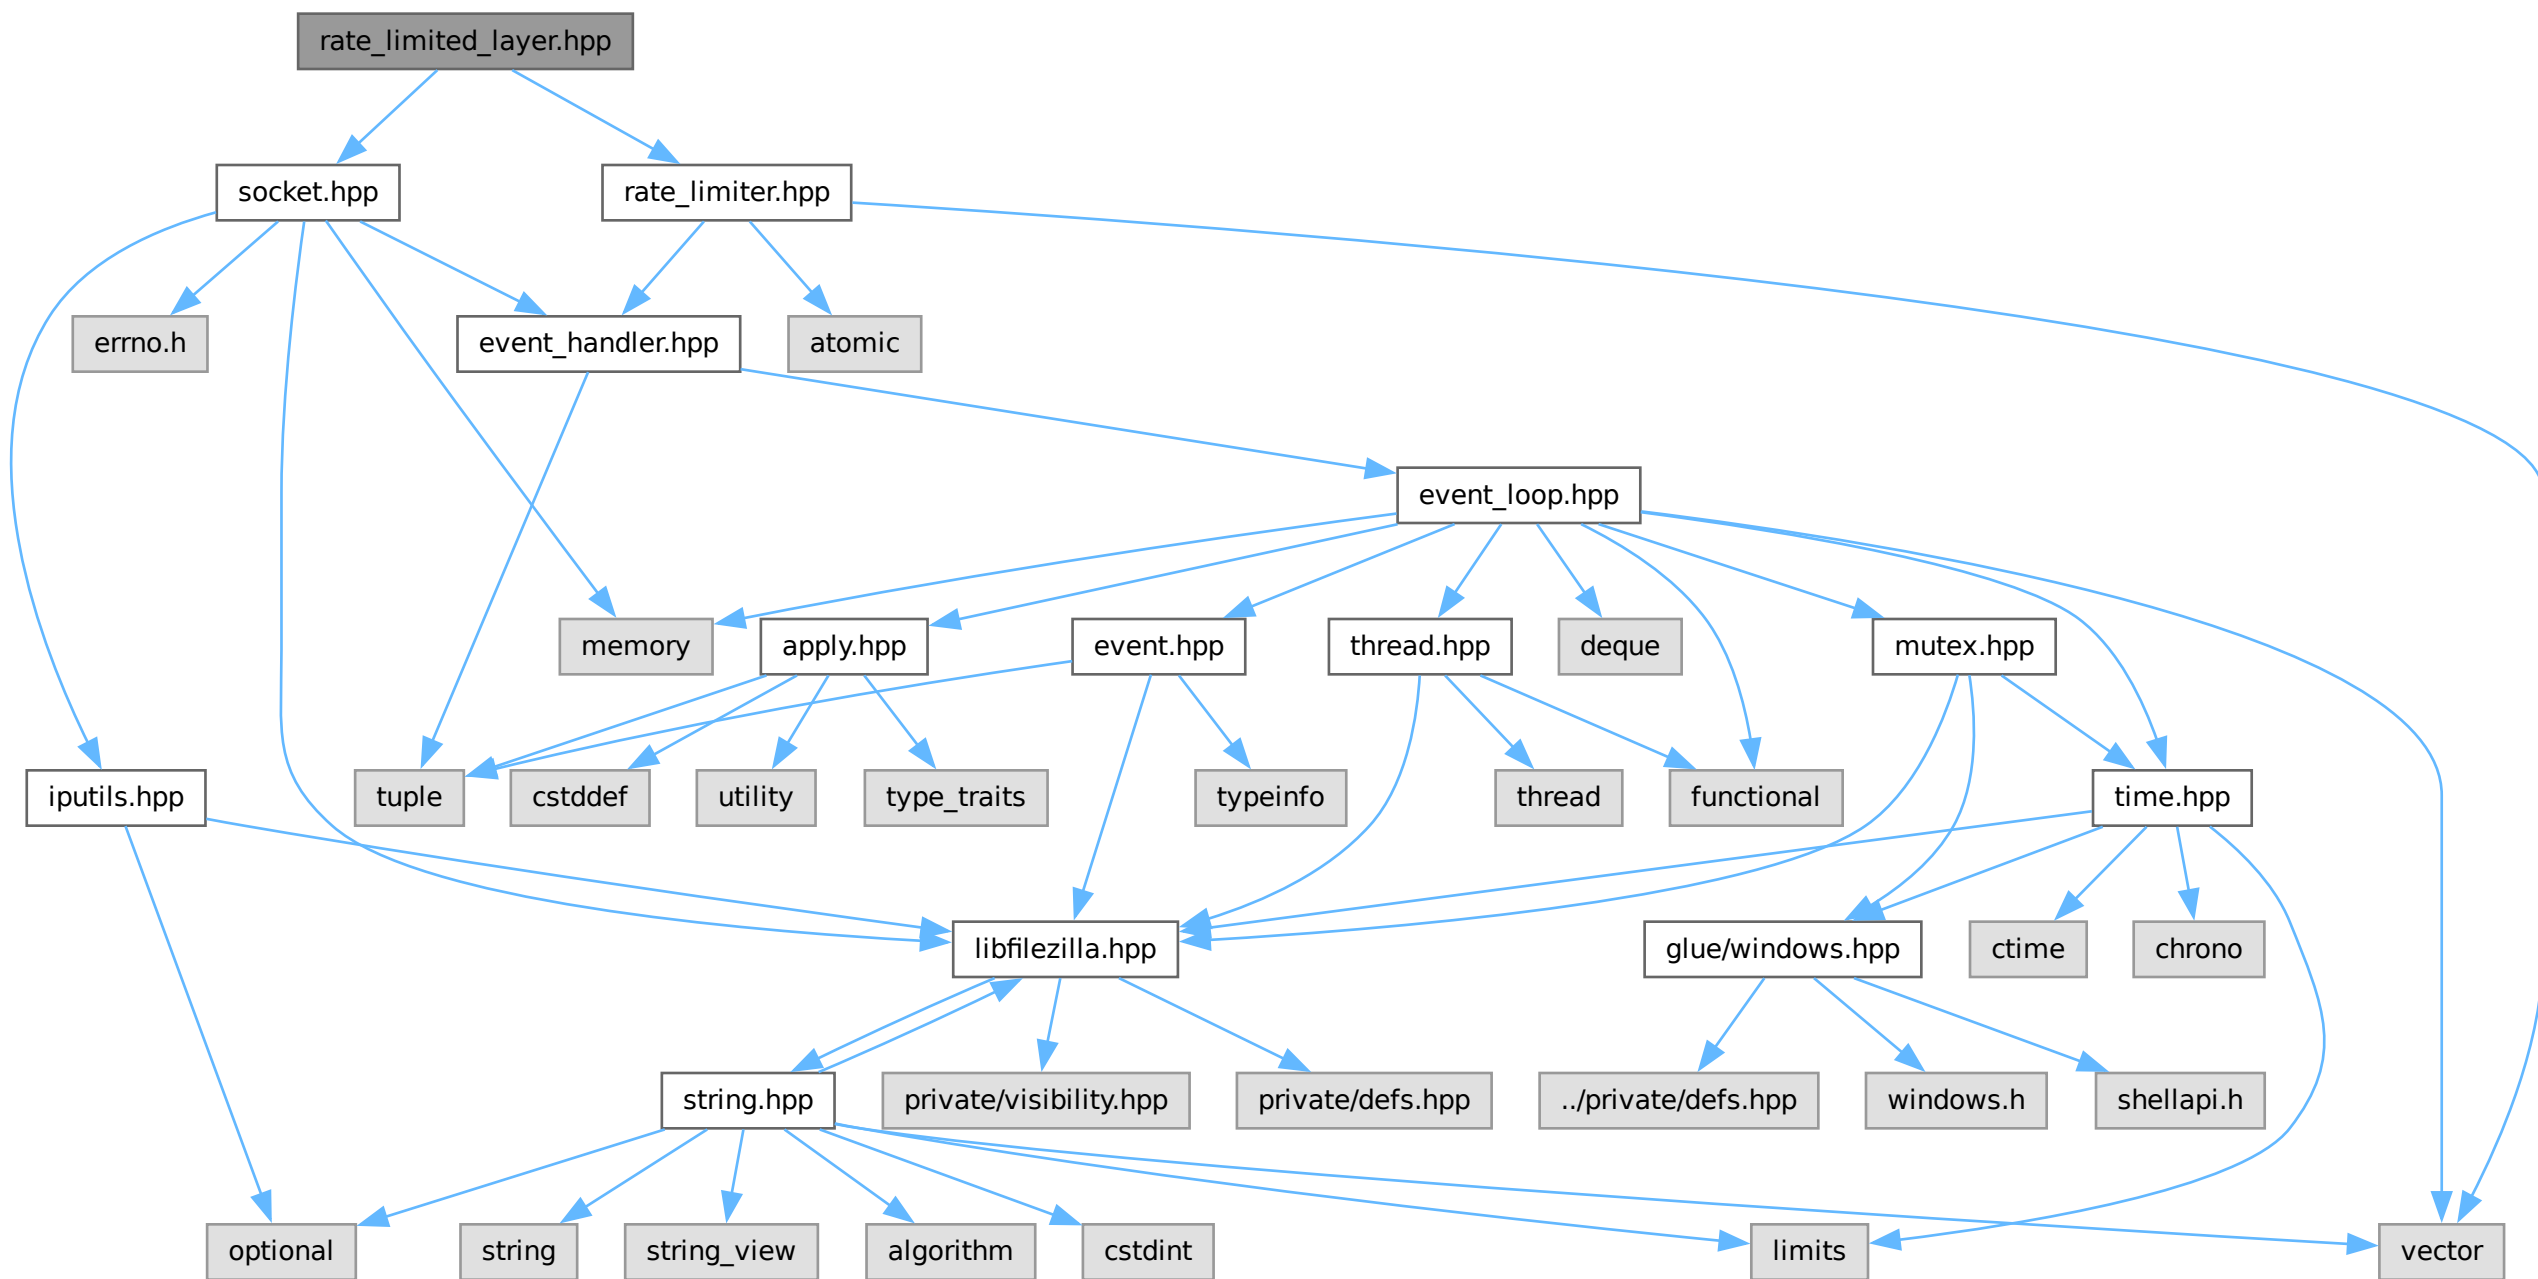 rate_limited_layer.hpp
socket.hpp
rate_limiter.hpp
errno.h
event_handler.hpp
atomic
event_loop.hpp
memory
apply.hpp
event.hpp
thread.hpp
deque
mutex.hpp
iputils.hpp
tuple
cstddef
utility
type_traits
typeinfo
thread
functional
time.hpp
libfilezilla.hpp
glue/windows.hpp
ctime
chrono
string.hpp
private/visibility.hpp
private/defs.hpp
../private/defs.hpp
windows.h
shellapi.h
optional
string
string_view
algorithm
cstdint
limits
vector